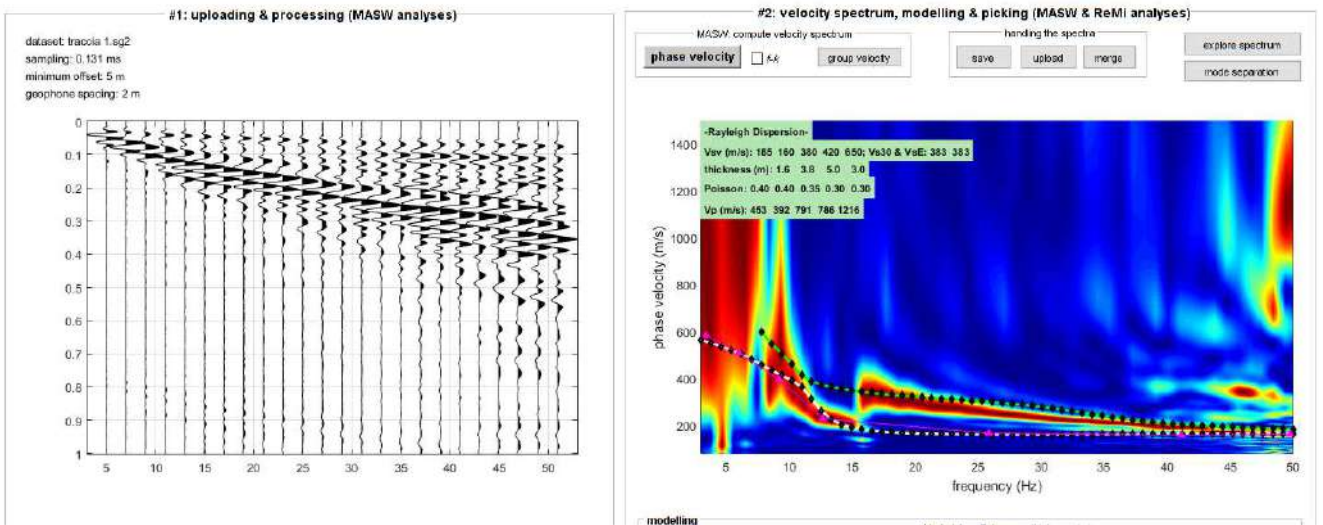 #1: uploading & processing (MASW analyses)
dataset: traccia 1.sg2
sampling: 0.131 ms
minimum offset: 5 m
geophone spacing: 2 m
0
0.1
0.2
0.3
0.4
0.5
0.6
0.7
0.8
0.9
1
5 10 15 20 25 30 35 40 45 50
#2: velocity spectrum, modelling & picking (MASW & ReMi analyses)
MASW: compute velocity spectrum
phase velocity
f-k
group velocity
handling the spectra
save
upload
merge
explore spectrum
mode separation
-Rayleigh Dispersion-
Vsv (m/s): 185 160 380 420 650; Vs30 & VsE: 383 383
thickness (m): 1.6 3.8 5.0 3.0
Poisson: 0.40 0.40 0.35 0.30 0.30
Vp (m/s): 453 392 791 786 1216
1400
1200
1000
800
600
400
200
phase velocity (m/s)
5 10 15 20 25 30 35 40 45 50
frequency (Hz)
modelling